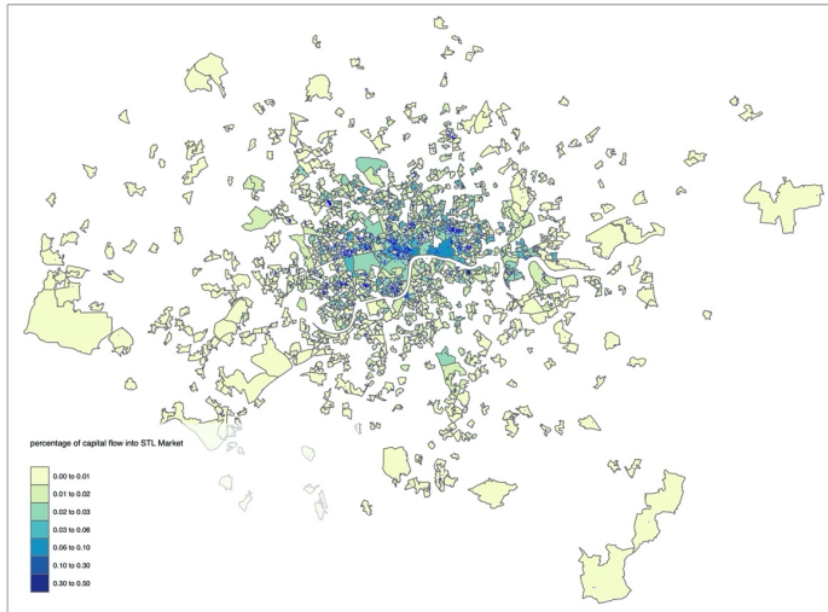 percentage of capital flow into STL Market
0.00 to 0.01
0.01 to 0.02
0.02 to 0.03
0.03 to 0.06
0.06 to 0.10
0.10 to 0.30
0.30 to 0.50